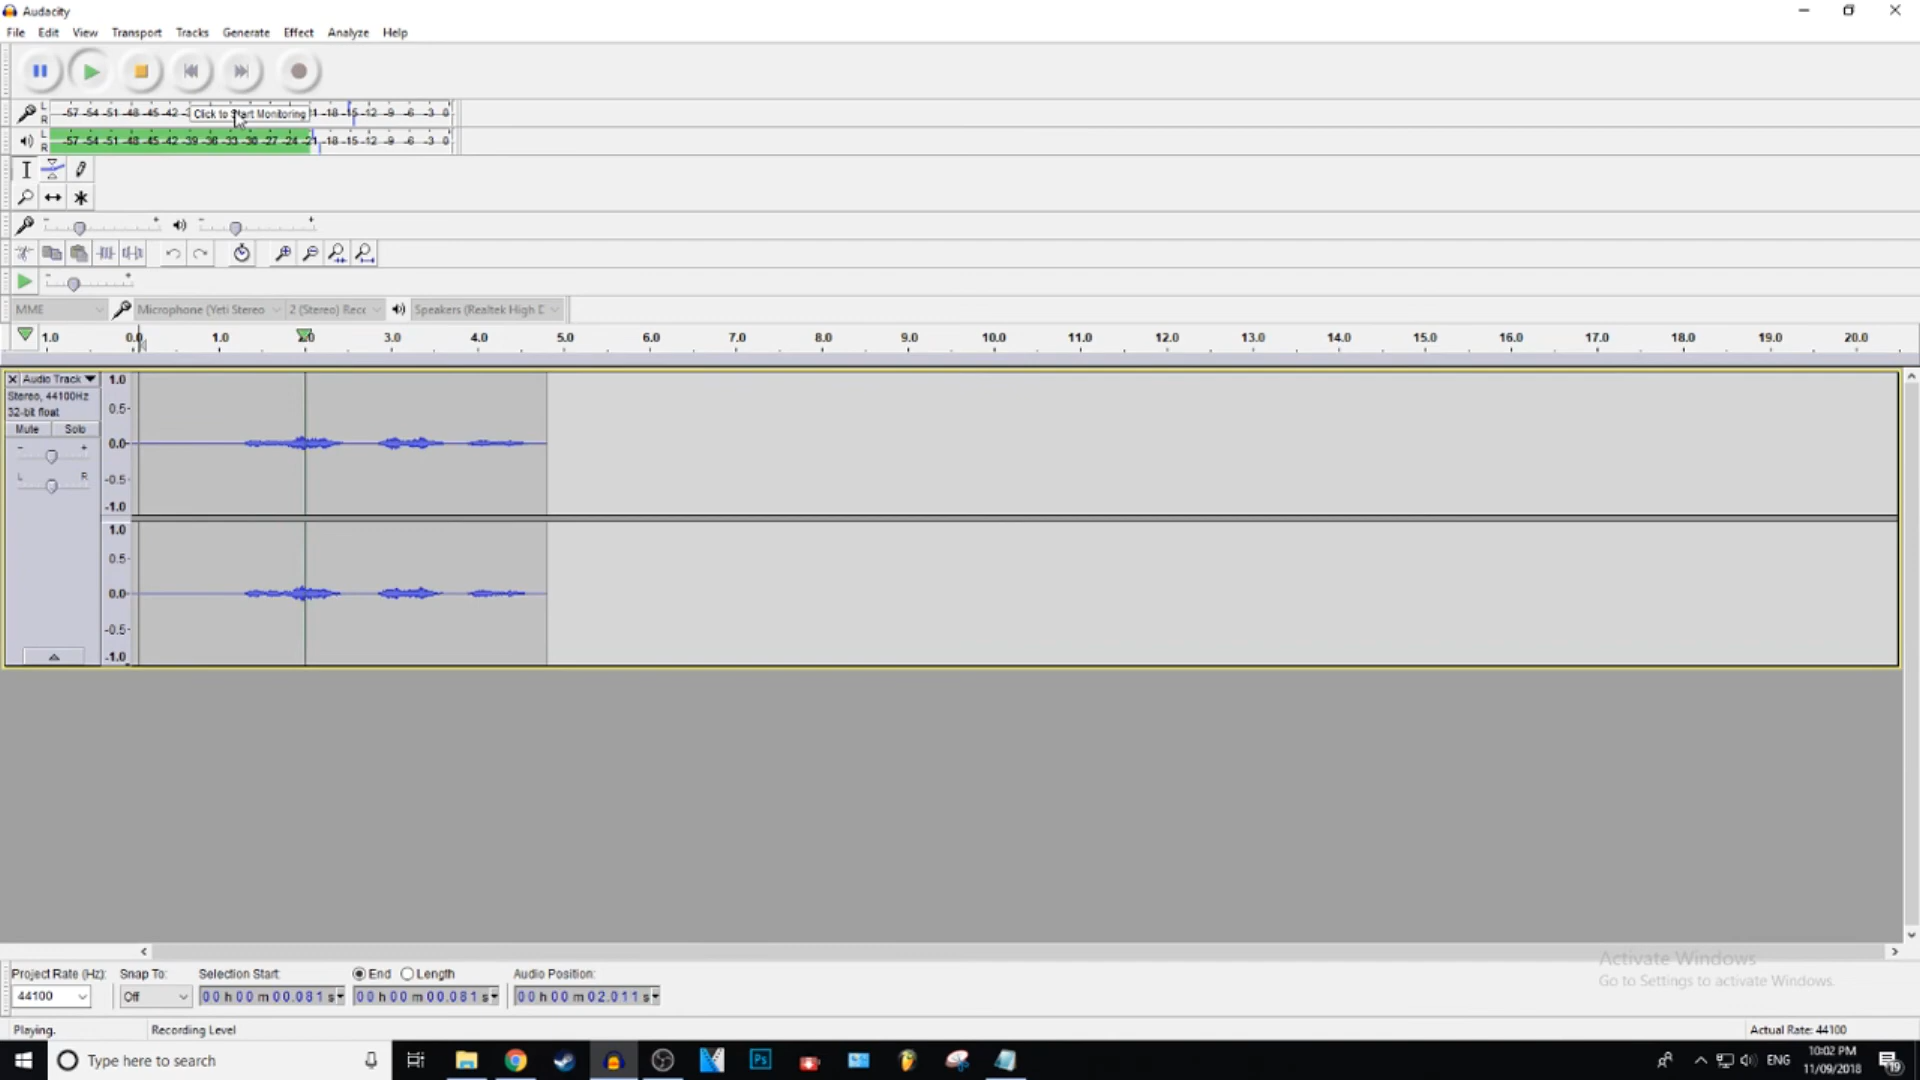 Audacity
File Edit View Transport Tracks Generate Effect Analyze Help
L -57 -54 -51 -48 -45 -42 Click to Start Monitoring -18 -15 -12 -9 -6 -3 0
R
L -57 -54 -51 -48 -45 -42 -39 -36 -33 -30 -27 -24 -21 -18 -15 -12 -9 -6 -3 0
R
- + - +
- +
MME Microphone (Yeti Stereo 2 (Stereo) Recc Speakers (Realtek High
1.0 0.0 1.0 2.0 3.0 4.0 5.0 6.0 7.0 8.0 9.0 10.0 11.0 12.0 13.0 14.0 15.0 16.0 17.0 18.0 19.0 20.0
X Audio Track 1.0
Stereo, 44100Hz
32-bit float 0.5-
Mute Solo
- + 0.0-
L R -0.5-
-1.0
1.0
0.5-
0.0-
-0.5-
-1.0
Activate Windows
Go to Settings to activate Windows.
Project Rate (Hz): Snap To: Selection Start: End Length Audio Position:
44100 Off 00 h 00 m 00.081 s 00 h 00 m 00.081 s 00 h 00 m 02.011 s
Playing. Recording Level Actual Rate: 44100
Type here to search Ps ENG 10:02 PM
11/09/2018 19